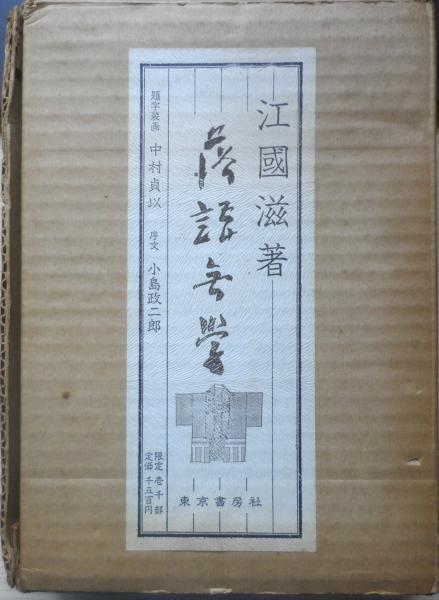 江國滋著
落語無学
題字装画 中村貞以
序文 小島政二郎
限定 壱千部
定価 千五百円
東京書房社